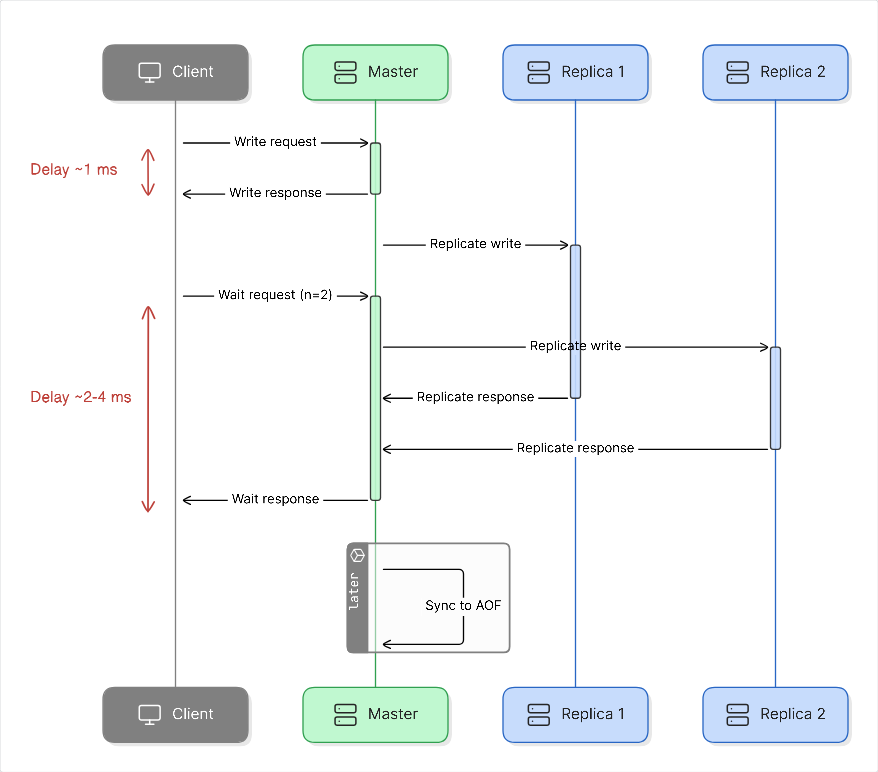 Client
Master
Replica 1
Replica 2
Write request
Delay ~1 ms
Write response
Replicate write
Wait request (n=2)
Replicate write
Delay ~2-4 ms
Replicate response
Replicate response
Wait response
later
Sync to AOF
Client
Master
Replica 1
Replica 2